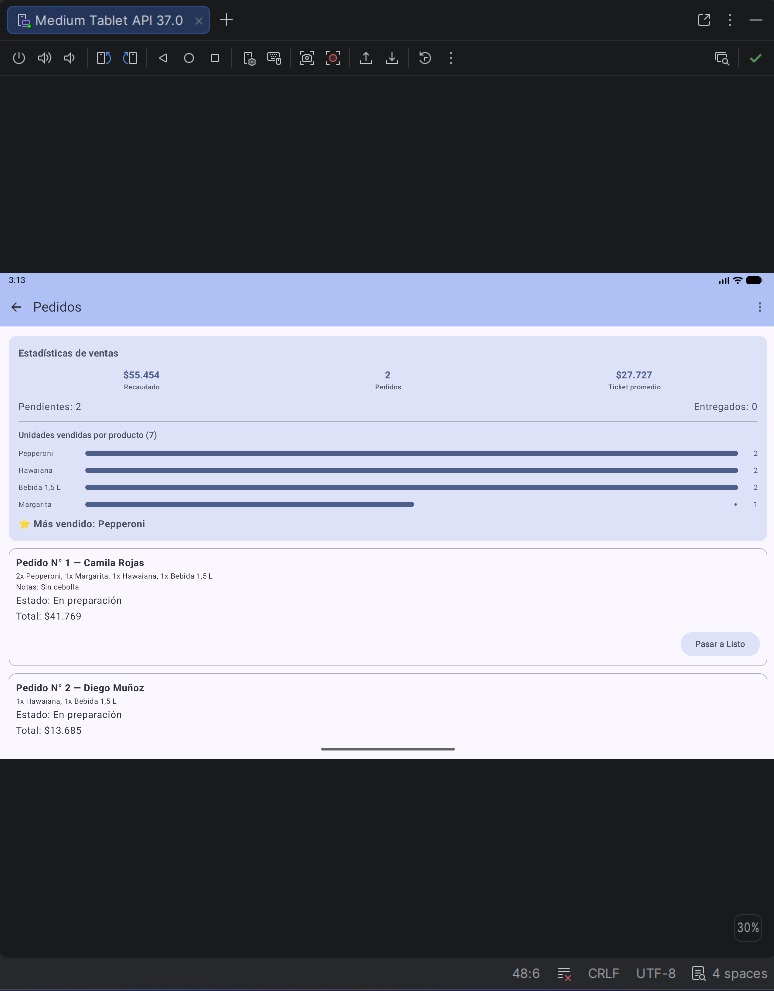 Medium Tablet API 37.0
3:13
Pedidos
Estadísticas de ventas
$55.454 2 $27.727
Recaudado Pedidos Ticket promedio
Pendientes: 2 Entregados: 0
Unidades vendidas por producto (7)
Pepperoni 2
Hawaiana 2
Bebida 1,5 L 2
Margarita 1
⭐ Más vendido: Pepperoni
Pedido N° 1 — Camila Rojas
2x Pepperoni, 1x Margarita, 1x Hawaiana, 1x Bebida 1,5 L
Notas: Sin cebolla
Estado: En preparación
Total: $41.769
Pasar a Listo
Pedido N° 2 — Diego Muñoz
1x Hawaiana, 1x Bebida 1,5 L
Estado: En preparación
Total: $13.685
30%
48:6 CRLF UTF-8 4 spaces